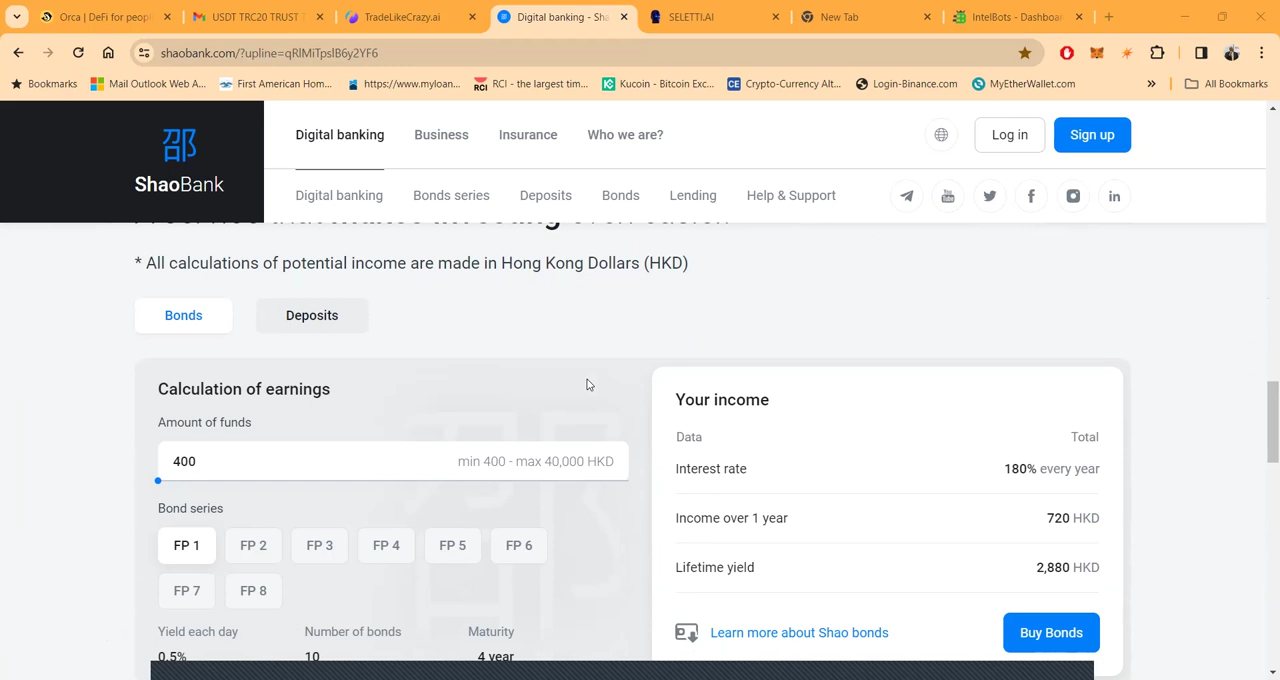 Orca | DeFi for peopl
USDT TRC20 TRUST
TradeLikeCrazy.ai
Digital banking - Sha
SELETTI.AI
New Tab
IntelBots - Dashboa
shaobank.com/?upline=qRlMiTpslB6y2YF6
Bookmarks
Mail Outlook Web A...
First American Hom...
https://www.myloan...
RCI - the largest tim...
Kucoin - Bitcoin Exc...
Crypto-Currency Alt...
Login-Binance.com
MyEtherWallet.com
All Bookmarks
邵
ShaoBank
Digital banking
Business
Insurance
Who we are?
Log in
Sign up
Digital banking
Bonds series
Deposits
Bonds
Lending
Help & Support
* All calculations of potential income are made in Hong Kong Dollars (HKD)
Bonds
Deposits
Calculation of earnings
Amount of funds
400
min 400 - max 40,000 HKD
Bond series
FP 1
FP 2
FP 3
FP 4
FP 5
FP 6
FP 7
FP 8
Yield each day
Number of bonds
Maturity
0.5%
10
4 year
Your income
Data
Total
Interest rate
180% every year
Income over 1 year
720 HKD
Lifetime yield
2,880 HKD
Learn more about Shao bonds
Buy Bonds